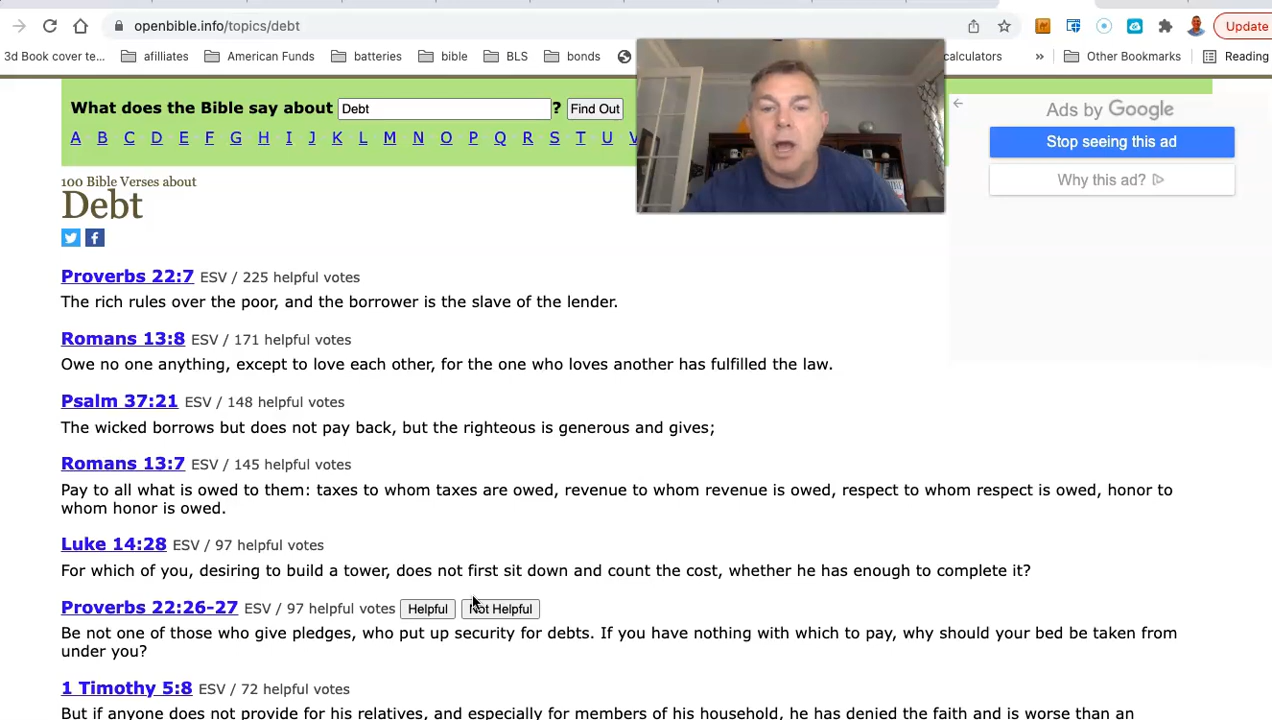 openbible.info/topics/debt
Update
3d Book cover te... afiliates American Funds batteries bible BLS bonds calculators » Other Bookmarks Reading
What does the Bible say about Debt ? Find Out
A B C D E F G H I J K L M N O P Q R S T U V
Ads by Google
Stop seeing this ad
Why this ad?
100 Bible Verses about
Debt
Proverbs 22:7 ESV / 225 helpful votes
The rich rules over the poor, and the borrower is the slave of the lender.
Romans 13:8 ESV / 171 helpful votes
Owe no one anything, except to love each other, for the one who loves another has fulfilled the law.
Psalm 37:21 ESV / 148 helpful votes
The wicked borrows but does not pay back, but the righteous is generous and gives;
Romans 13:7 ESV / 145 helpful votes
Pay to all what is owed to them: taxes to whom taxes are owed, revenue to whom revenue is owed, respect to whom respect is owed, honor to
whom honor is owed.
Luke 14:28 ESV / 97 helpful votes
For which of you, desiring to build a tower, does not first sit down and count the cost, whether he has enough to complete it?
Proverbs 22:26-27 ESV / 97 helpful votes Helpful Not Helpful
Be not one of those who give pledges, who put up security for debts. If you have nothing with which to pay, why should your bed be taken from
under you?
1 Timothy 5:8 ESV / 72 helpful votes
But if anyone does not provide for his relatives, and especially for members of his household, he has denied the faith and is worse than an